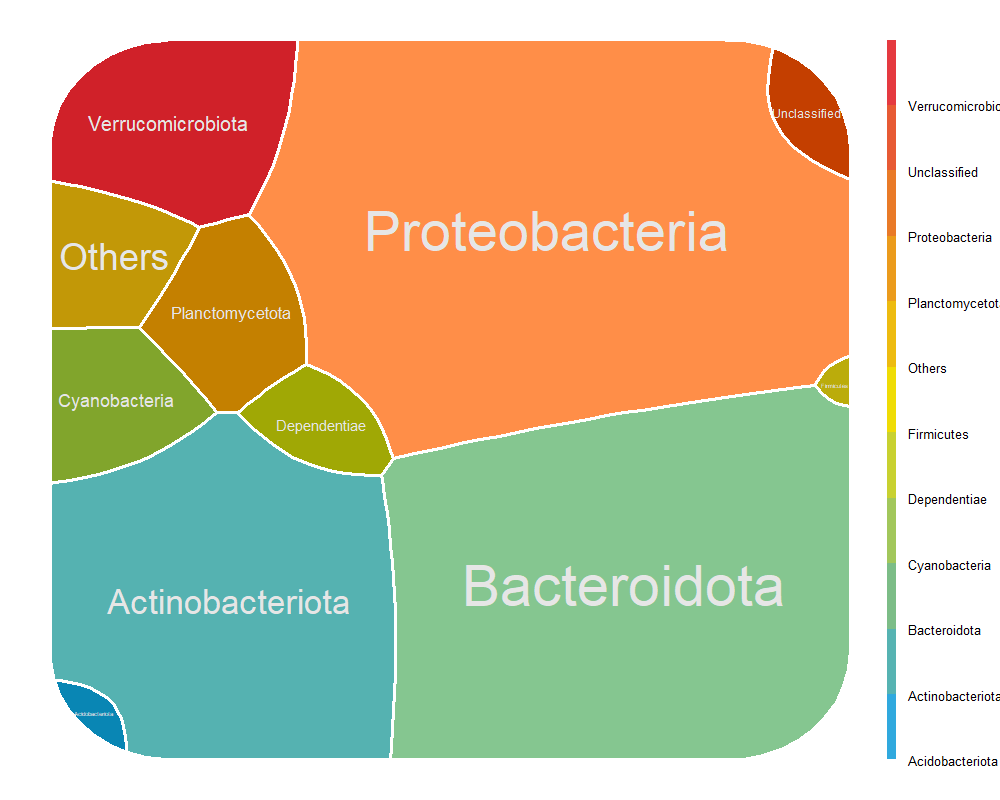 Verrucomicrobiota
Unclassified
Proteobacteria
Others
Planctomycetota
Firmicutes
Cyanobacteria
Dependentiae
Bacteroidota
Actinobacteriota
Acidobacteriota
Verrucomicrobio
Unclassified
Proteobacteria
Planctomycetot
Others
Firmicutes
Dependentiae
Cyanobacteria
Bacteroidota
Actinobacteriota
Acidobacteriota